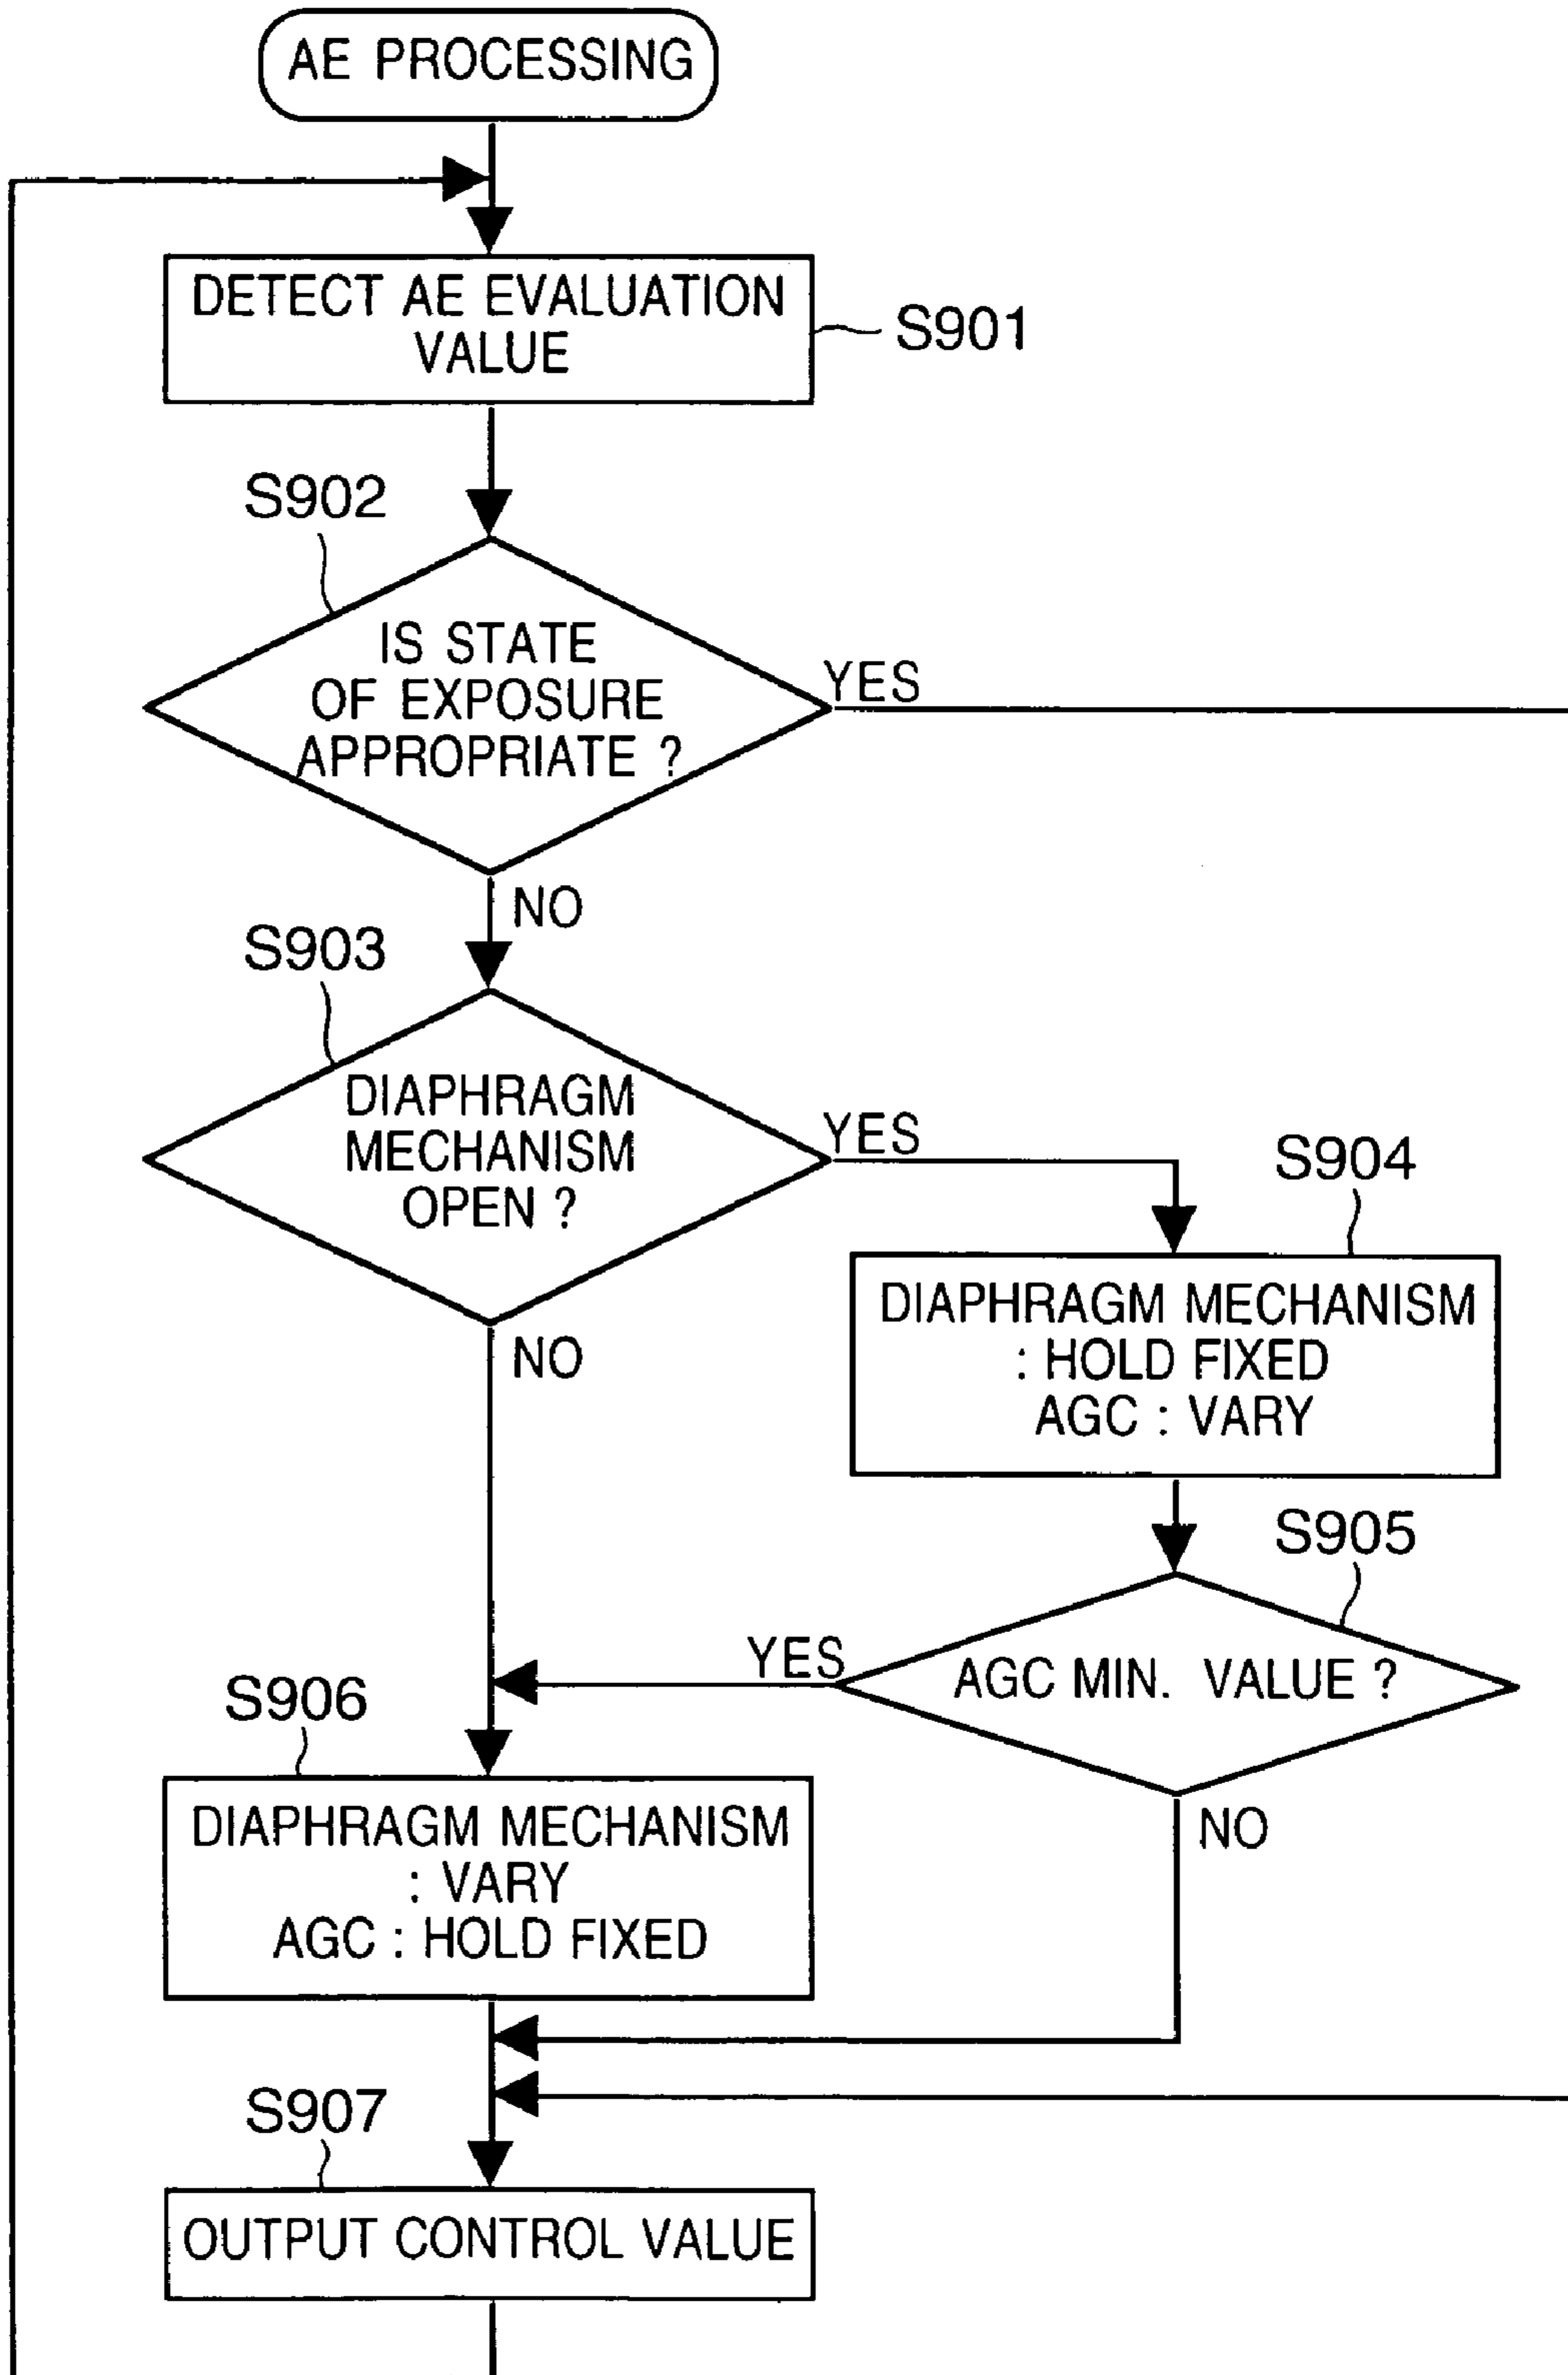 AE PROCESSING
DETECT AE EVALUATION
VALUE
S901
S902
IS STATE
OF EXPOSURE
APPROPRIATE ?
YES
NO
S903
DIAPHRAGM
MECHANISM
OPEN ?
YES
NO
S904
DIAPHRAGM MECHANISM
: HOLD FIXED
AGC : VARY
S905
AGC MIN. VALUE ?
YES
NO
S906
DIAPHRAGM MECHANISM
: VARY
AGC : HOLD FIXED
S907
OUTPUT CONTROL VALUE